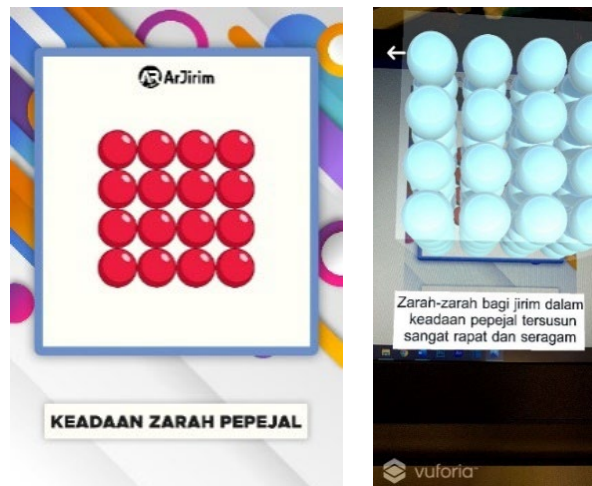 ArJirim
KEADAAN ZARAH PEPEJAL
Zarah-zarah bagi jirim dalam
keadaan pepejal tersusun
sangat rapat dan seragam
vuforia